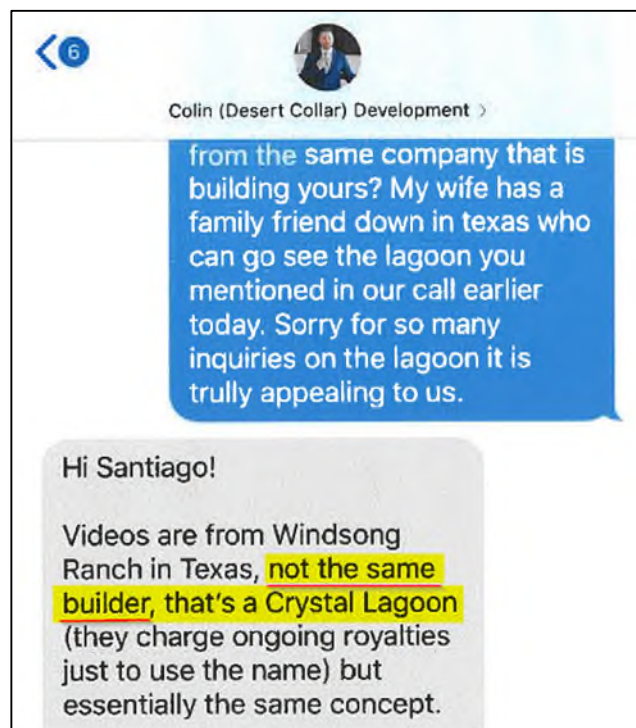 6
Colin (Desert Collar) Development >
from the same company that is
building yours? My wife has a
family friend down in texas who
can go see the lagoon you
mentioned in our call earlier
today. Sorry for so many
inquiries on the lagoon it is
trully appealing to us.
Hi Santiago!
Videos are from Windsong
Ranch in Texas, not the same
builder, that's a Crystal Lagoon
(they charge ongoing royalties
just to use the name) but
essentially the same concept.